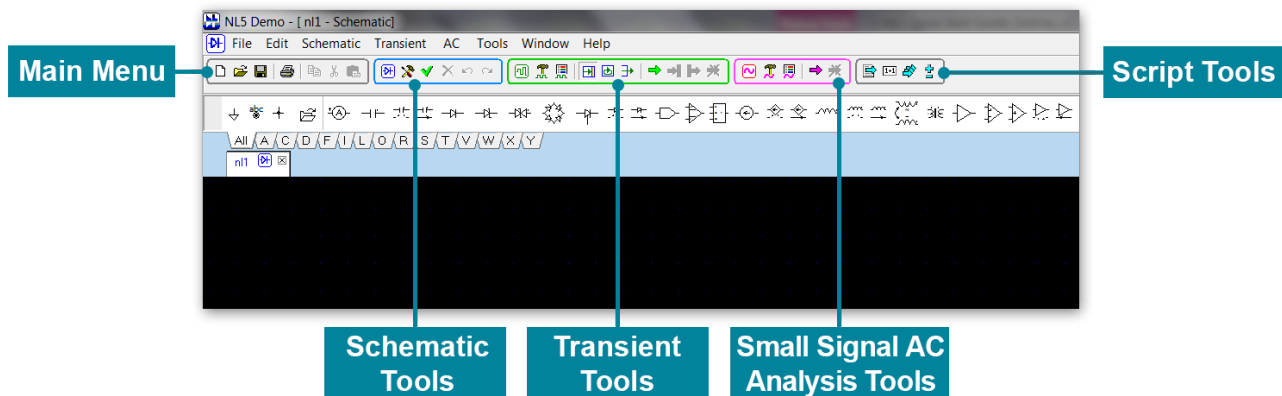 NL5 Demo - [ nl1 - Schematic]
File Edit Schematic Transient AC Tools Window Help
Main Menu
Script Tools
abc
A
All A C D F I L O R S T V W X Y
nl1
Schematic
Tools
Transient
Tools
Small Signal AC
Analysis Tools